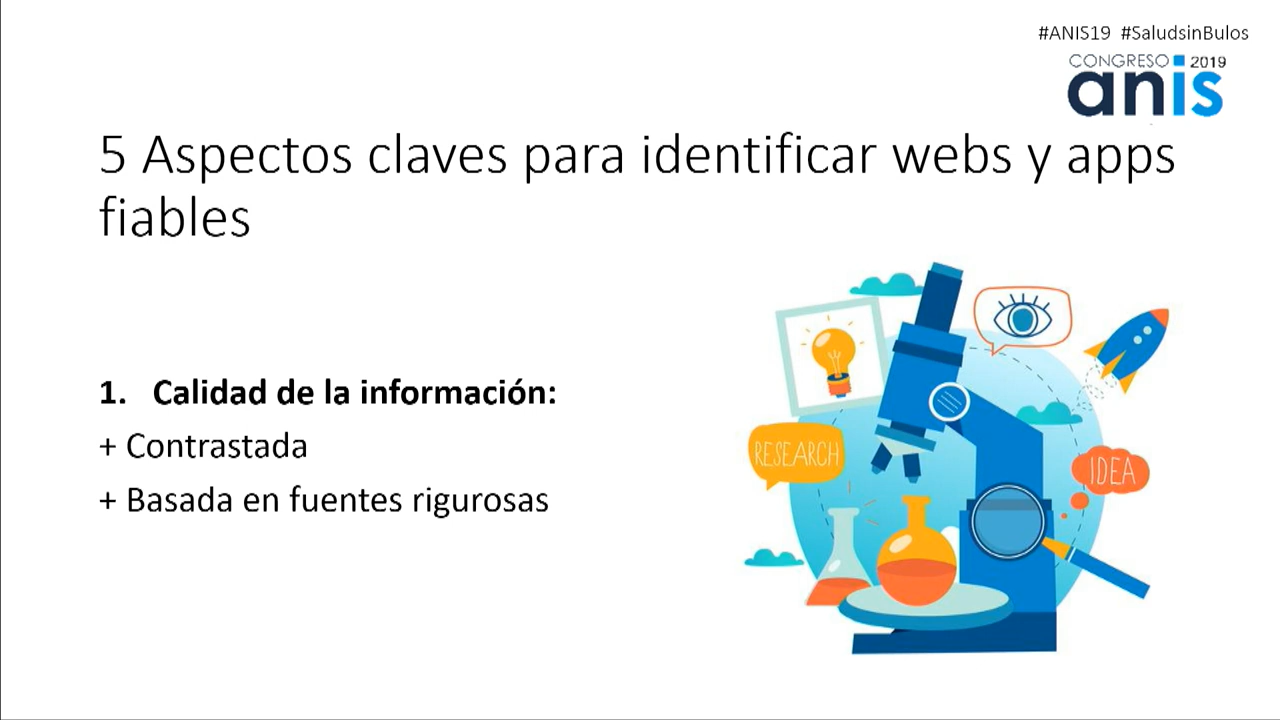 #ANIS19 #SaludsinBulos
CONGRESO 2019
anis
5 Aspectos claves para identificar webs y apps
fiables
1. Calidad de la información:
+ Contrastada
+ Basada en fuentes rigurosas
RESEARCH
IDEA